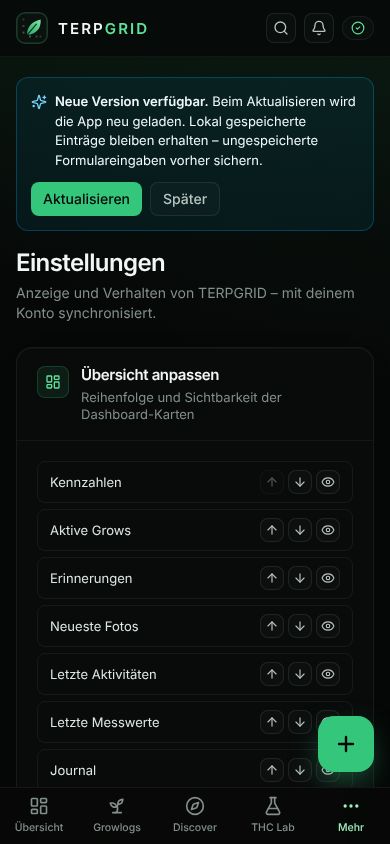 TERPGRID
Neue Version verfügbar. Beim Aktualisieren wird
die App neu geladen. Lokal gespeicherte
Einträge bleiben erhalten – ungespeicherte
Formulareingaben vorher sichern.
Aktualisieren Später
Einstellungen
Anzeige und Verhalten von TERPGRID – mit deinem
Konto synchronisiert.
Übersicht anpassen
Reihenfolge und Sichtbarkeit der
Dashboard-Karten
Kennzahlen
Aktive Grows
Erinnerungen
Neueste Fotos
Letzte Aktivitäten
Letzte Messwerte
Journal
Übersicht Growlogs Discover THC Lab Mehr